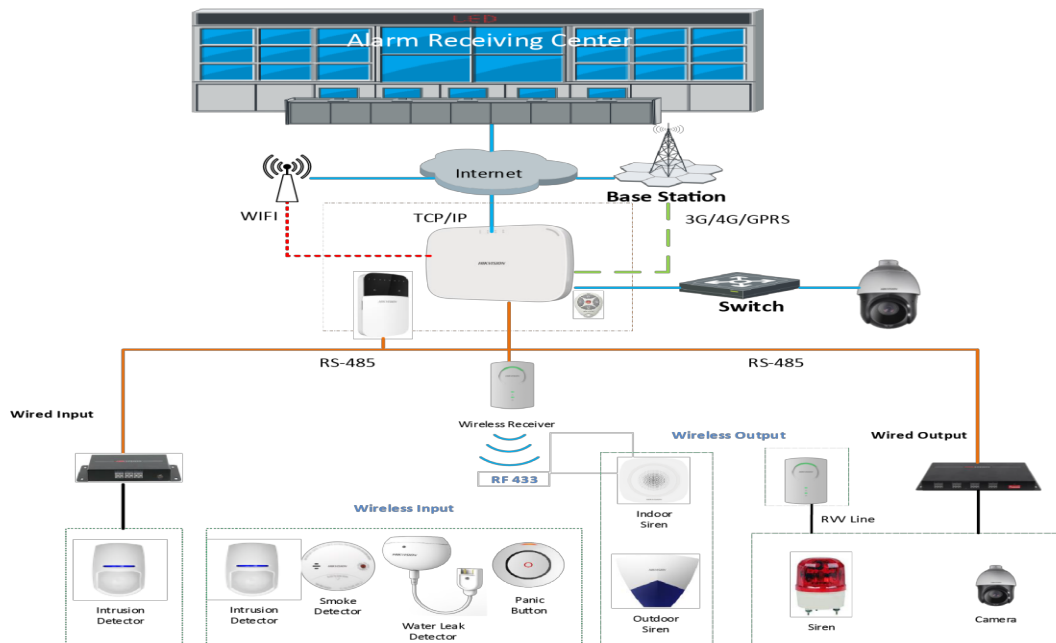 LED
Alarm Receiving Center
Internet
WIFI
TCP/IP
Base Station
3G/4G/GPRS
HIKVISION
Switch
RS-485
RS-485
Wired Input
Wireless Receiver
RF 433
Wireless Output
Wired Output
Wireless Input
Indoor
Siren
RVV Line
Intrusion
Detector
Intrusion
Detector
Smoke
Detector
Water Leak
Detector
Panic
Button
Outdoor
Siren
Siren
Camera